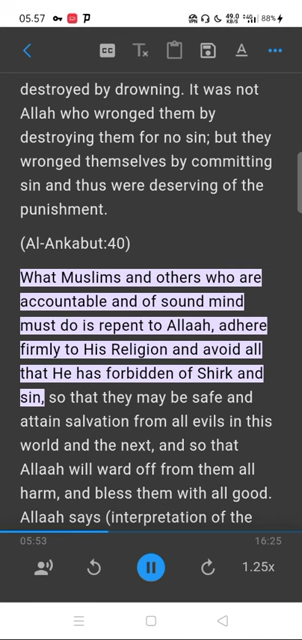 05.57
49.0
KB/S
4G
88%
CC
destroyed by drowning. It was not
Allah who wronged them by
destroying them for no sin; but they
wronged themselves by committing
sin and thus were deserving of the
punishment.
(Al-Ankabut:40)
What Muslims and others who are
accountable and of sound mind
must do is repent to Allaah, adhere
firmly to His Religion and avoid all
that He has forbidden of Shirk and
sin, so that they may be safe and
attain salvation from all evils in this
world and the next, and so that
Allaah will ward off from them all
harm, and bless them with all good.
Allaah says (interpretation of the
05:53
16:25
1.25x